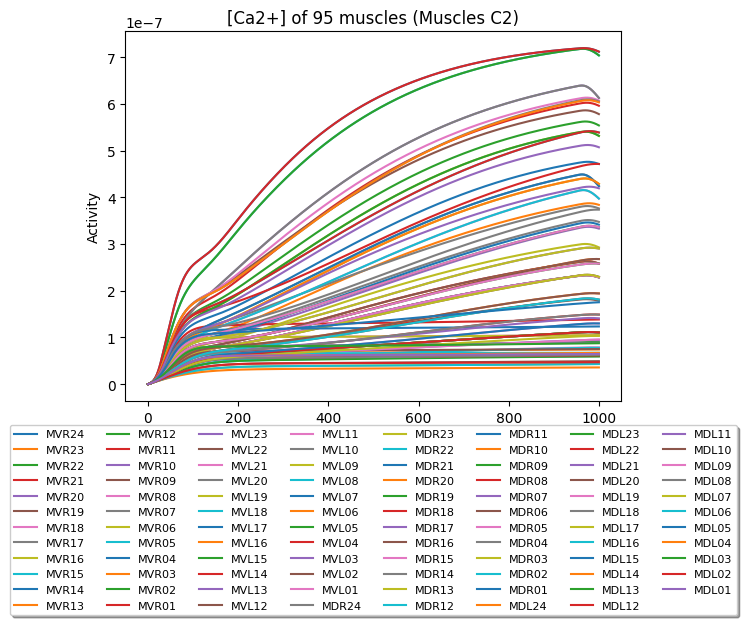 [Ca2+] of 95 muscles (Muscles C2)
1e−7
7
6
5
4
3
2
1
0
Activity
0 200 400 600 800 1000
MVR24 MVR12 MVL23 MVL11 MDR23 MDR11 MDL23 MDL11
MVR23 MVR11 MVL22 MVL10 MDR22 MDR10 MDL22 MDL10
MVR22 MVR10 MVL21 MVL09 MDR21 MDR09 MDL21 MDL09
MVR21 MVR09 MVL20 MVL08 MDR20 MDR08 MDL20 MDL08
MVR20 MVR08 MVL19 MVL07 MDR19 MDR07 MDL19 MDL07
MVR19 MVR07 MVL18 MVL06 MDR18 MDR06 MDL18 MDL06
MVR18 MVR06 MVL17 MVL05 MDR17 MDR05 MDL17 MDL05
MVR17 MVR05 MVL16 MVL04 MDR16 MDR04 MDL16 MDL04
MVR16 MVR04 MVL15 MVL03 MDR15 MDR03 MDL15 MDL03
MVR15 MVR03 MVL14 MVL02 MDR14 MDR02 MDL14 MDL02
MVR14 MVR02 MVL13 MVL01 MDR13 MDR01 MDL13 MDL01
MVR13 MVR01 MVL12 MDR24 MDR12 MDL24 MDL12